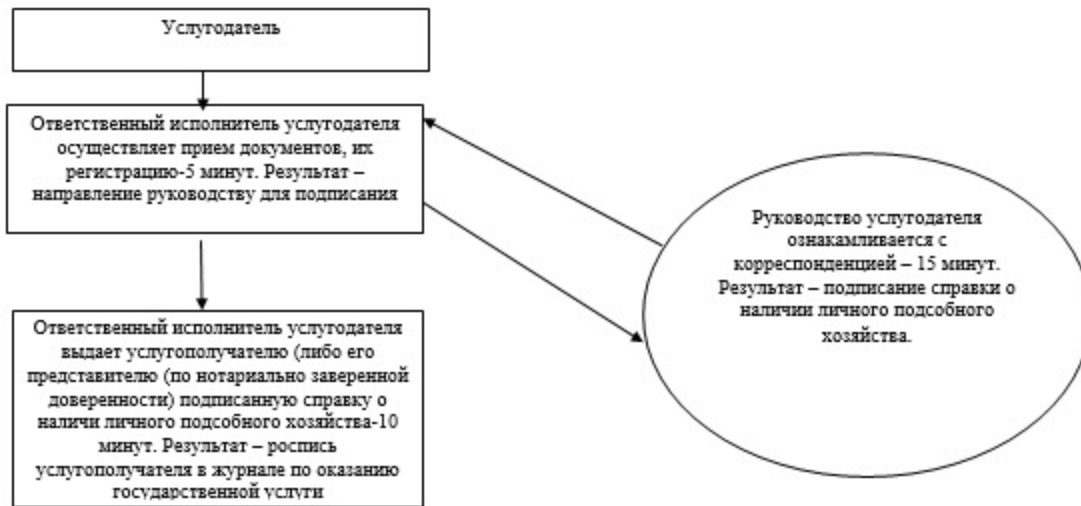 Услугодатель
Ответственный исполнитель услугодателя
осуществляет прием документов, их
регистрацию-5 минут. Результат –
направление руководству для подписания
Руководство услугодателя
ознакамливается с
корреспонденцией – 15 минут.
Результат – подписание справки о
наличии личного подсобного
хозяйства.
Ответственный исполнитель услугодателя
выдает услугополучателю (либо его
представителю (по нотариально заверенной
доверенности) подписанную справку о
наличи личного подсобного хозяйства-10
минут. Результат – роспись
услугополучателя в журнале по оказанию
государственной услуги